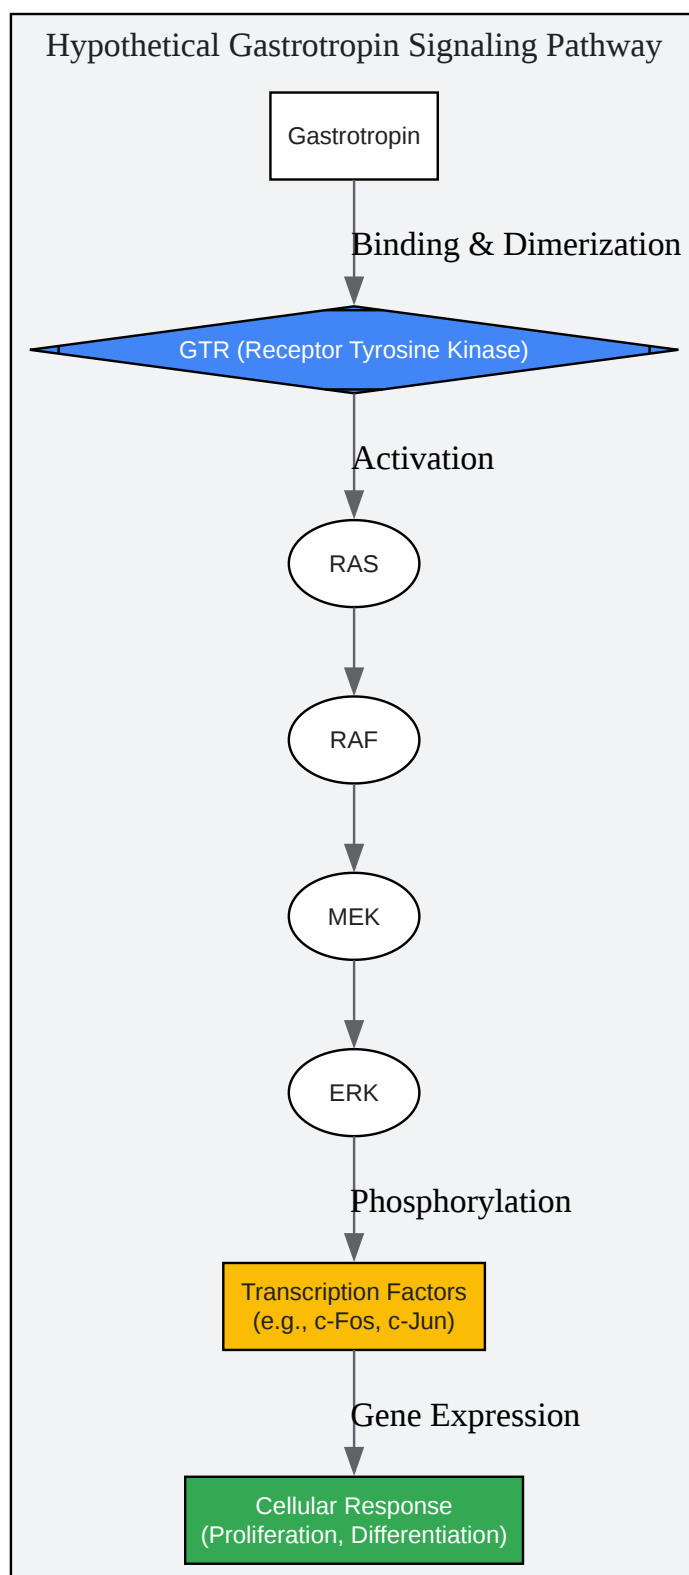 Hypothetical Gastrotropin Signaling Pathway
Gastrotropin
Binding & Dimerization
GTR (Receptor Tyrosine Kinase)
Activation
RAS
RAF
MEK
ERK
Phosphorylation
Transcription Factors
(e.g., c-Fos, c-Jun)
Gene Expression
Cellular Response
(Proliferation, Differentiation)